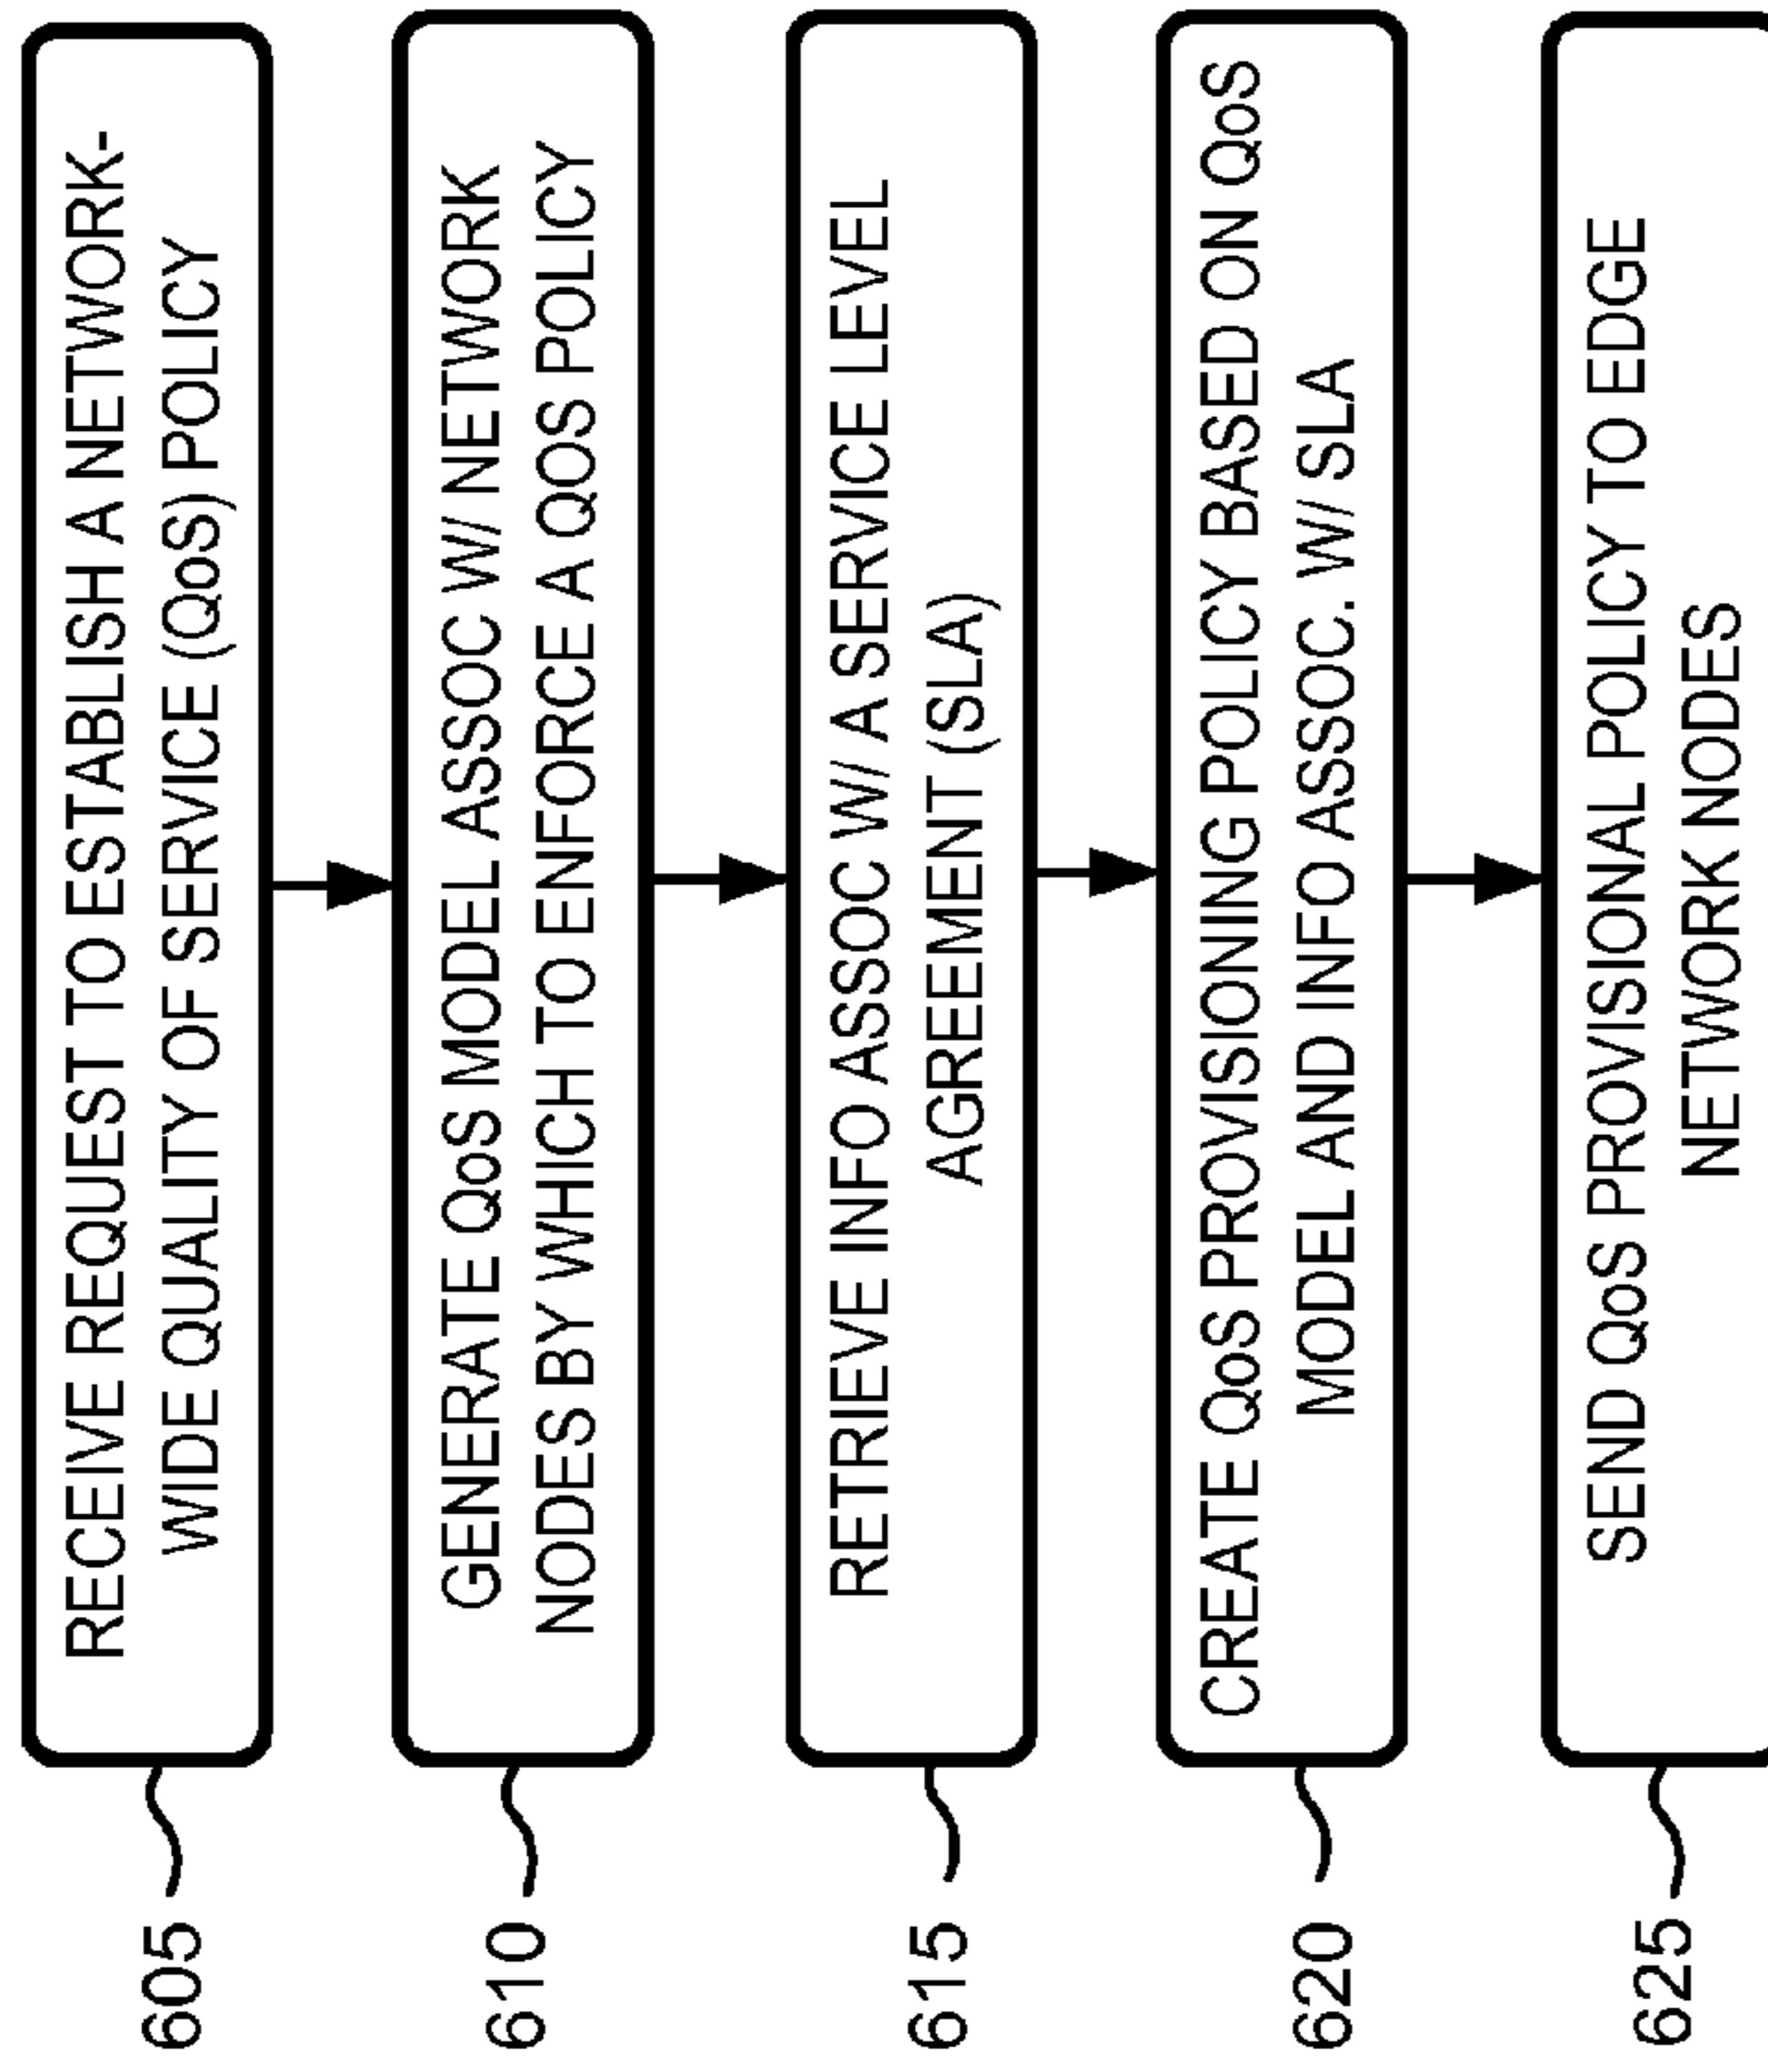 605
RECEIVE REQUEST TO ESTABLISH A NETWORK-
WIDE QUALITY OF SERVICE (QoS) POLICY
610
GENERATE QoS MODEL ASSOC W/ NETWORK
NODES BY WHICH TO ENFORCE A QOS POLICY
615
RETRIEVE INFO ASSOC W/ A SERVICE LEVEL
AGREEMENT (SLA)
620
CREATE QoS PROVISIONING POLICY BASED ON QoS
MODEL AND INFO ASSOC. W/ SLA
625
SEND QoS PROVISIONAL POLICY TO EDGE
NETWORK NODES